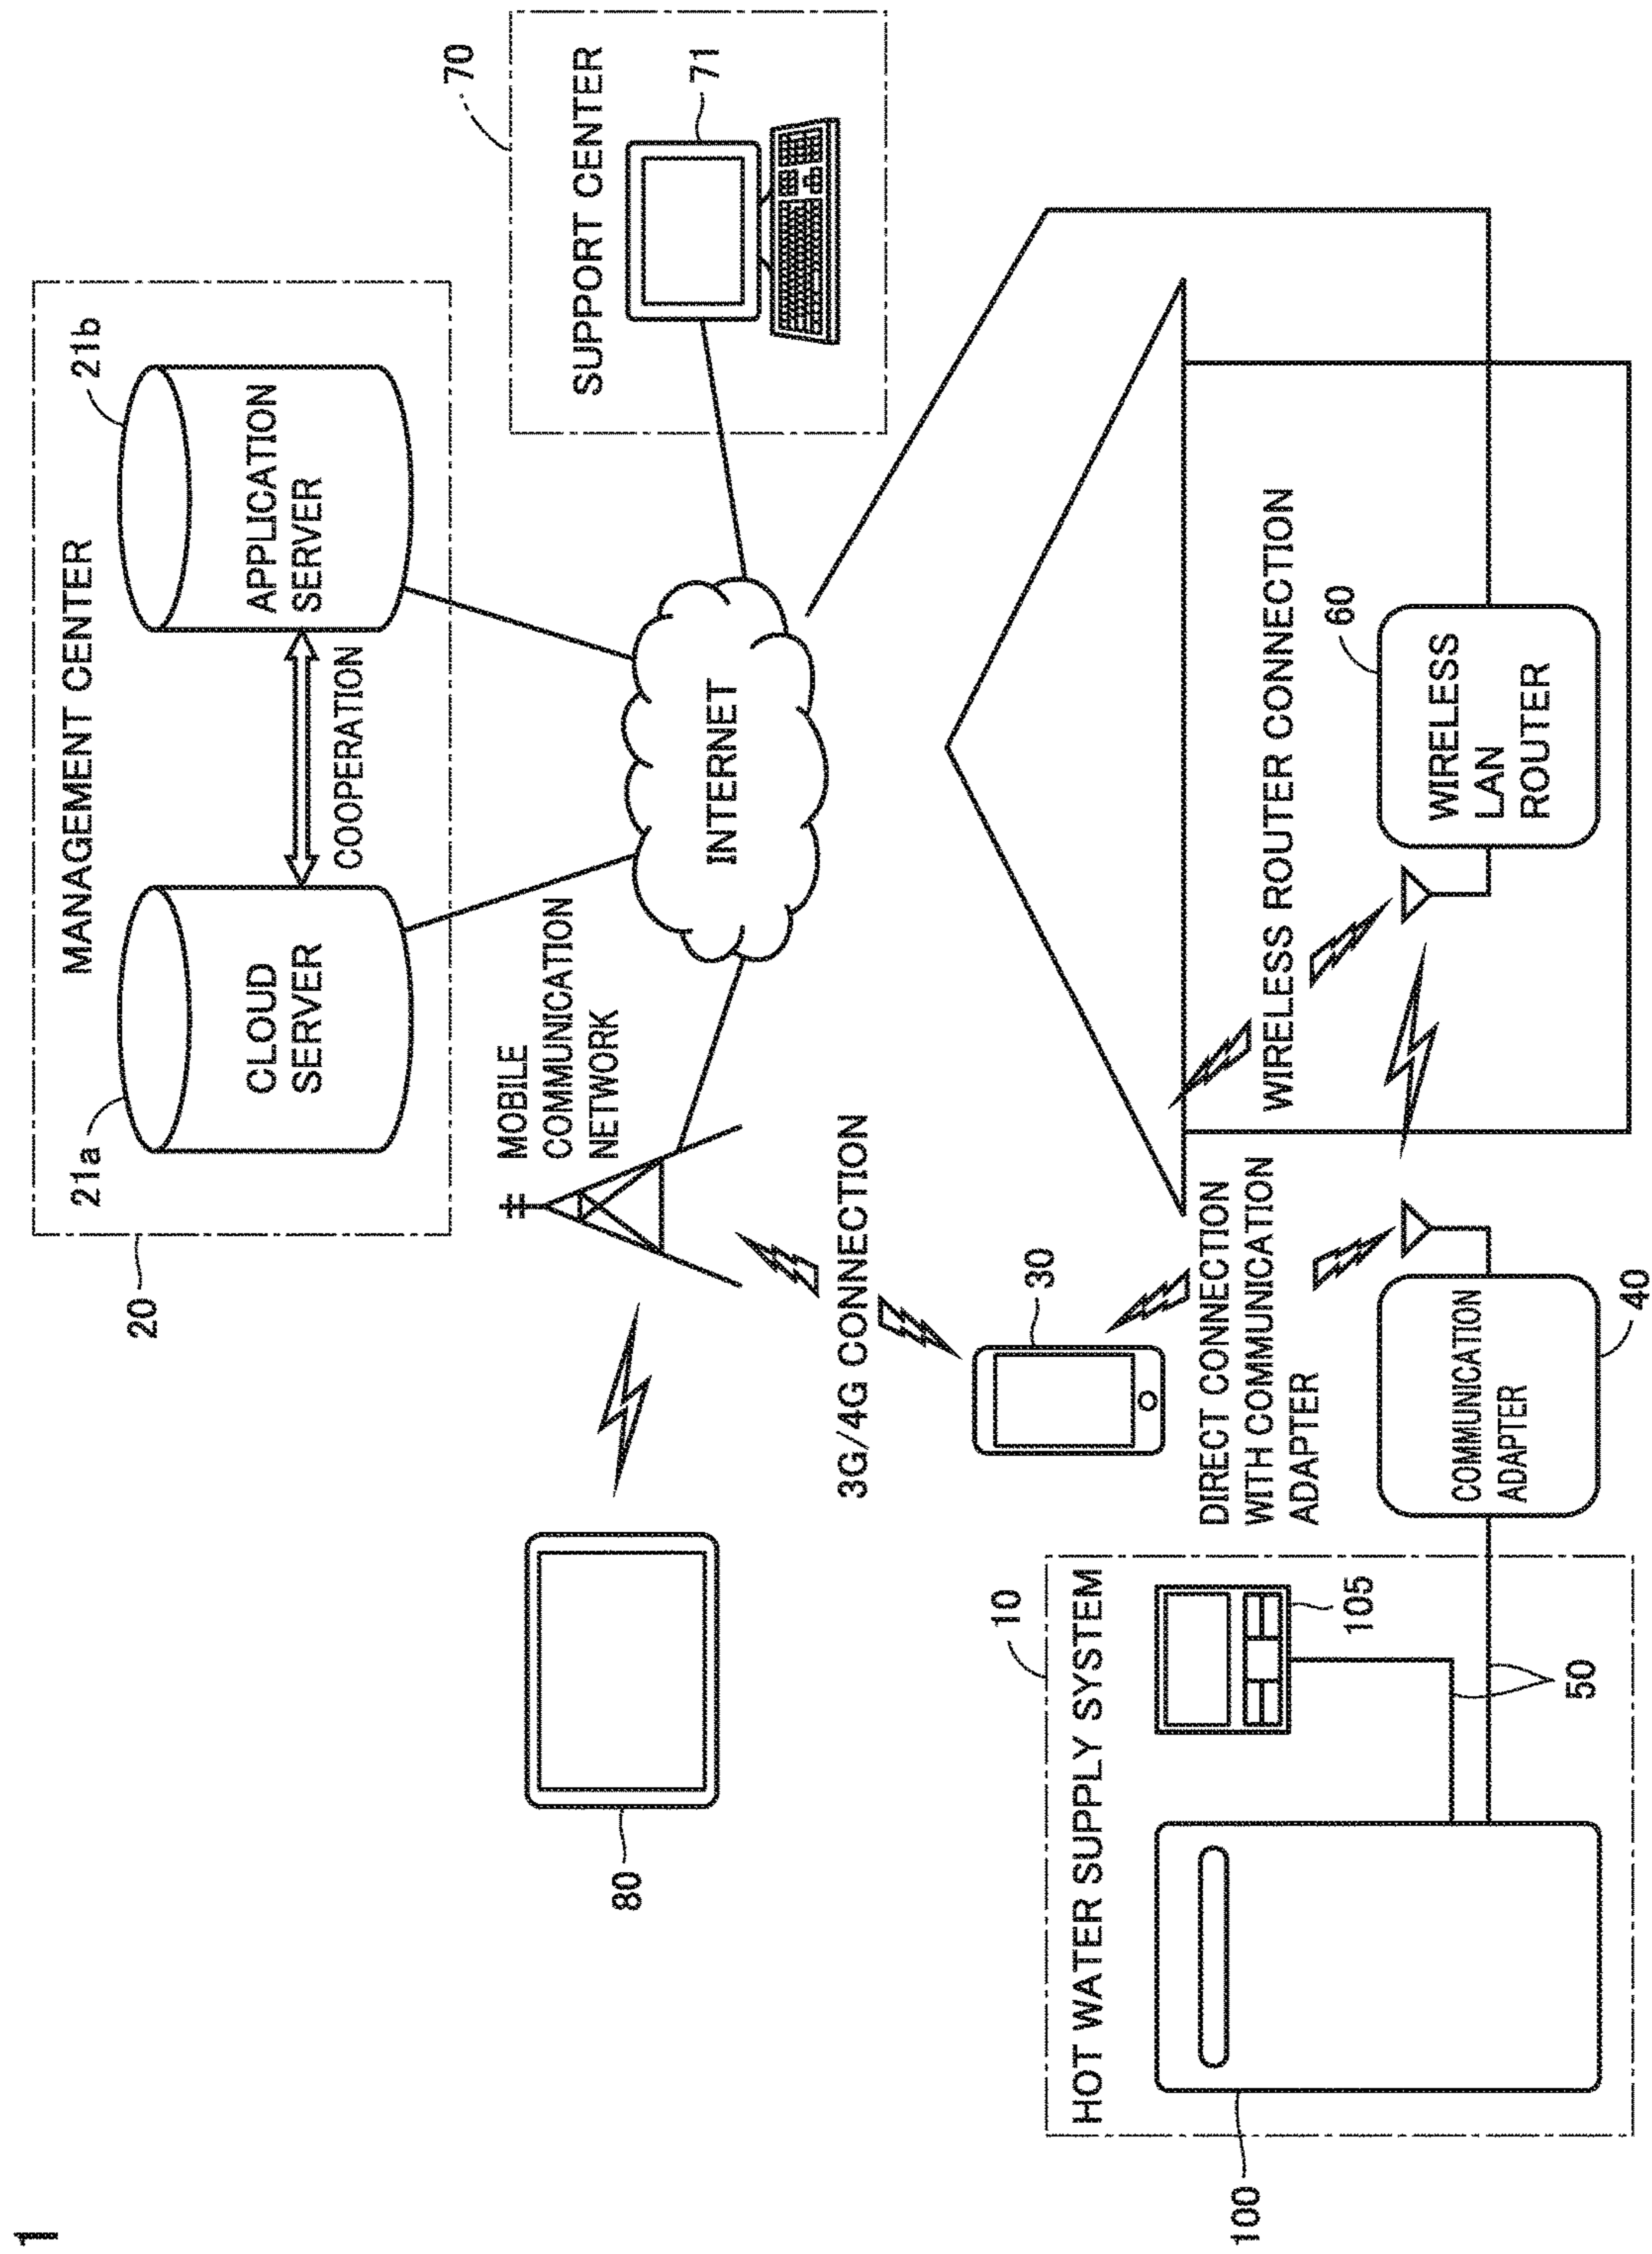 1
MANAGEMENT CENTER
20
21a
CLOUD
SERVER
COOPERATION
21b
APPLICATION
SERVER
70
SUPPORT CENTER
71
MOBILE
COMMUNICATION
NETWORK
INTERNET
80
3G/4G CONNECTION
30
DIRECT CONNECTION
WITH COMMUNICATION
ADAPTER
WIRELESS ROUTER CONNECTION
60
WIRELESS
LAN
ROUTER
10
HOT WATER SUPPLY SYSTEM
100
105
50
COMMUNICATION
ADAPTER
40